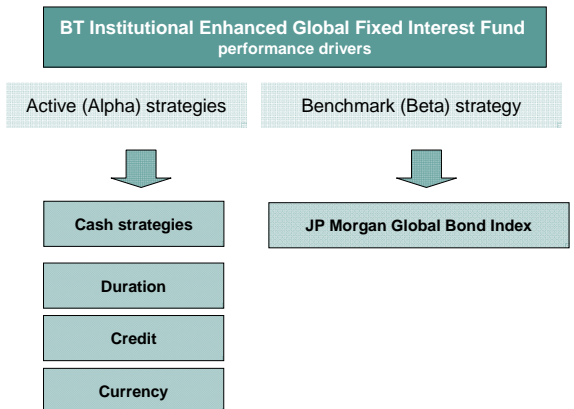 BT Institutional Enhanced Global Fixed Interest Fund
performance drivers
Active (Alpha) strategies
Benchmark (Beta) strategy
Cash strategies
JP Morgan Global Bond Index
Duration
Credit
Currency